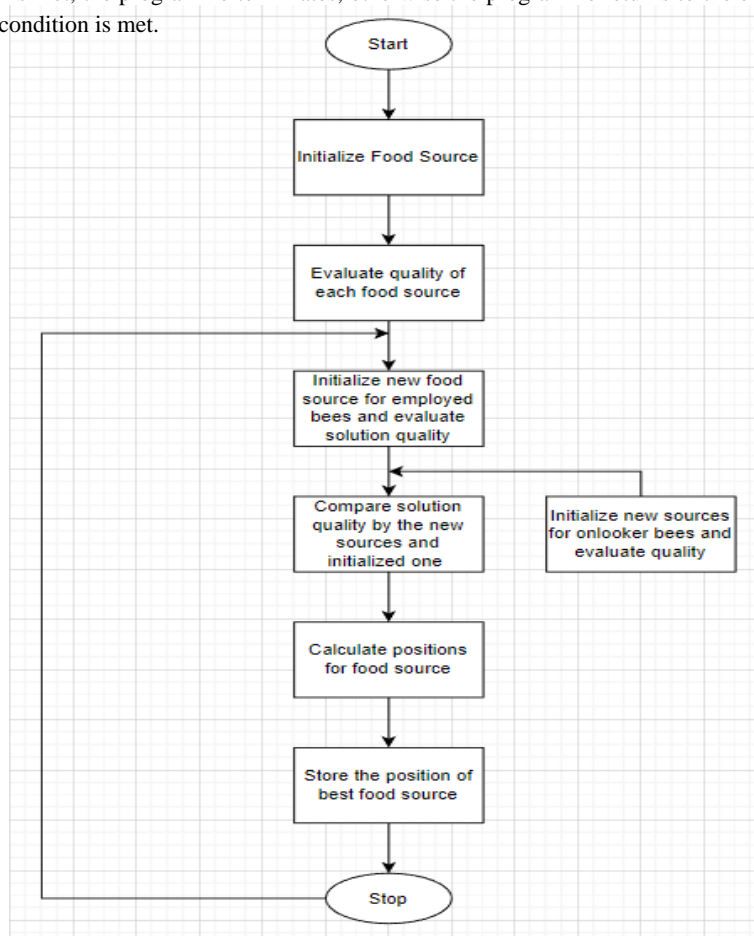 condition is met.
Start
Initialize Food Source
Evaluate quality of
each food source
Initialize new food
source for employed
bees and evaluate
solution quality
Compare solution
quality by the new
sources and
initialized one
Initialize new sources
for onlooker bees and
evaluate quality
Calculate positions
for food source
Store the position of
best food source
Stop